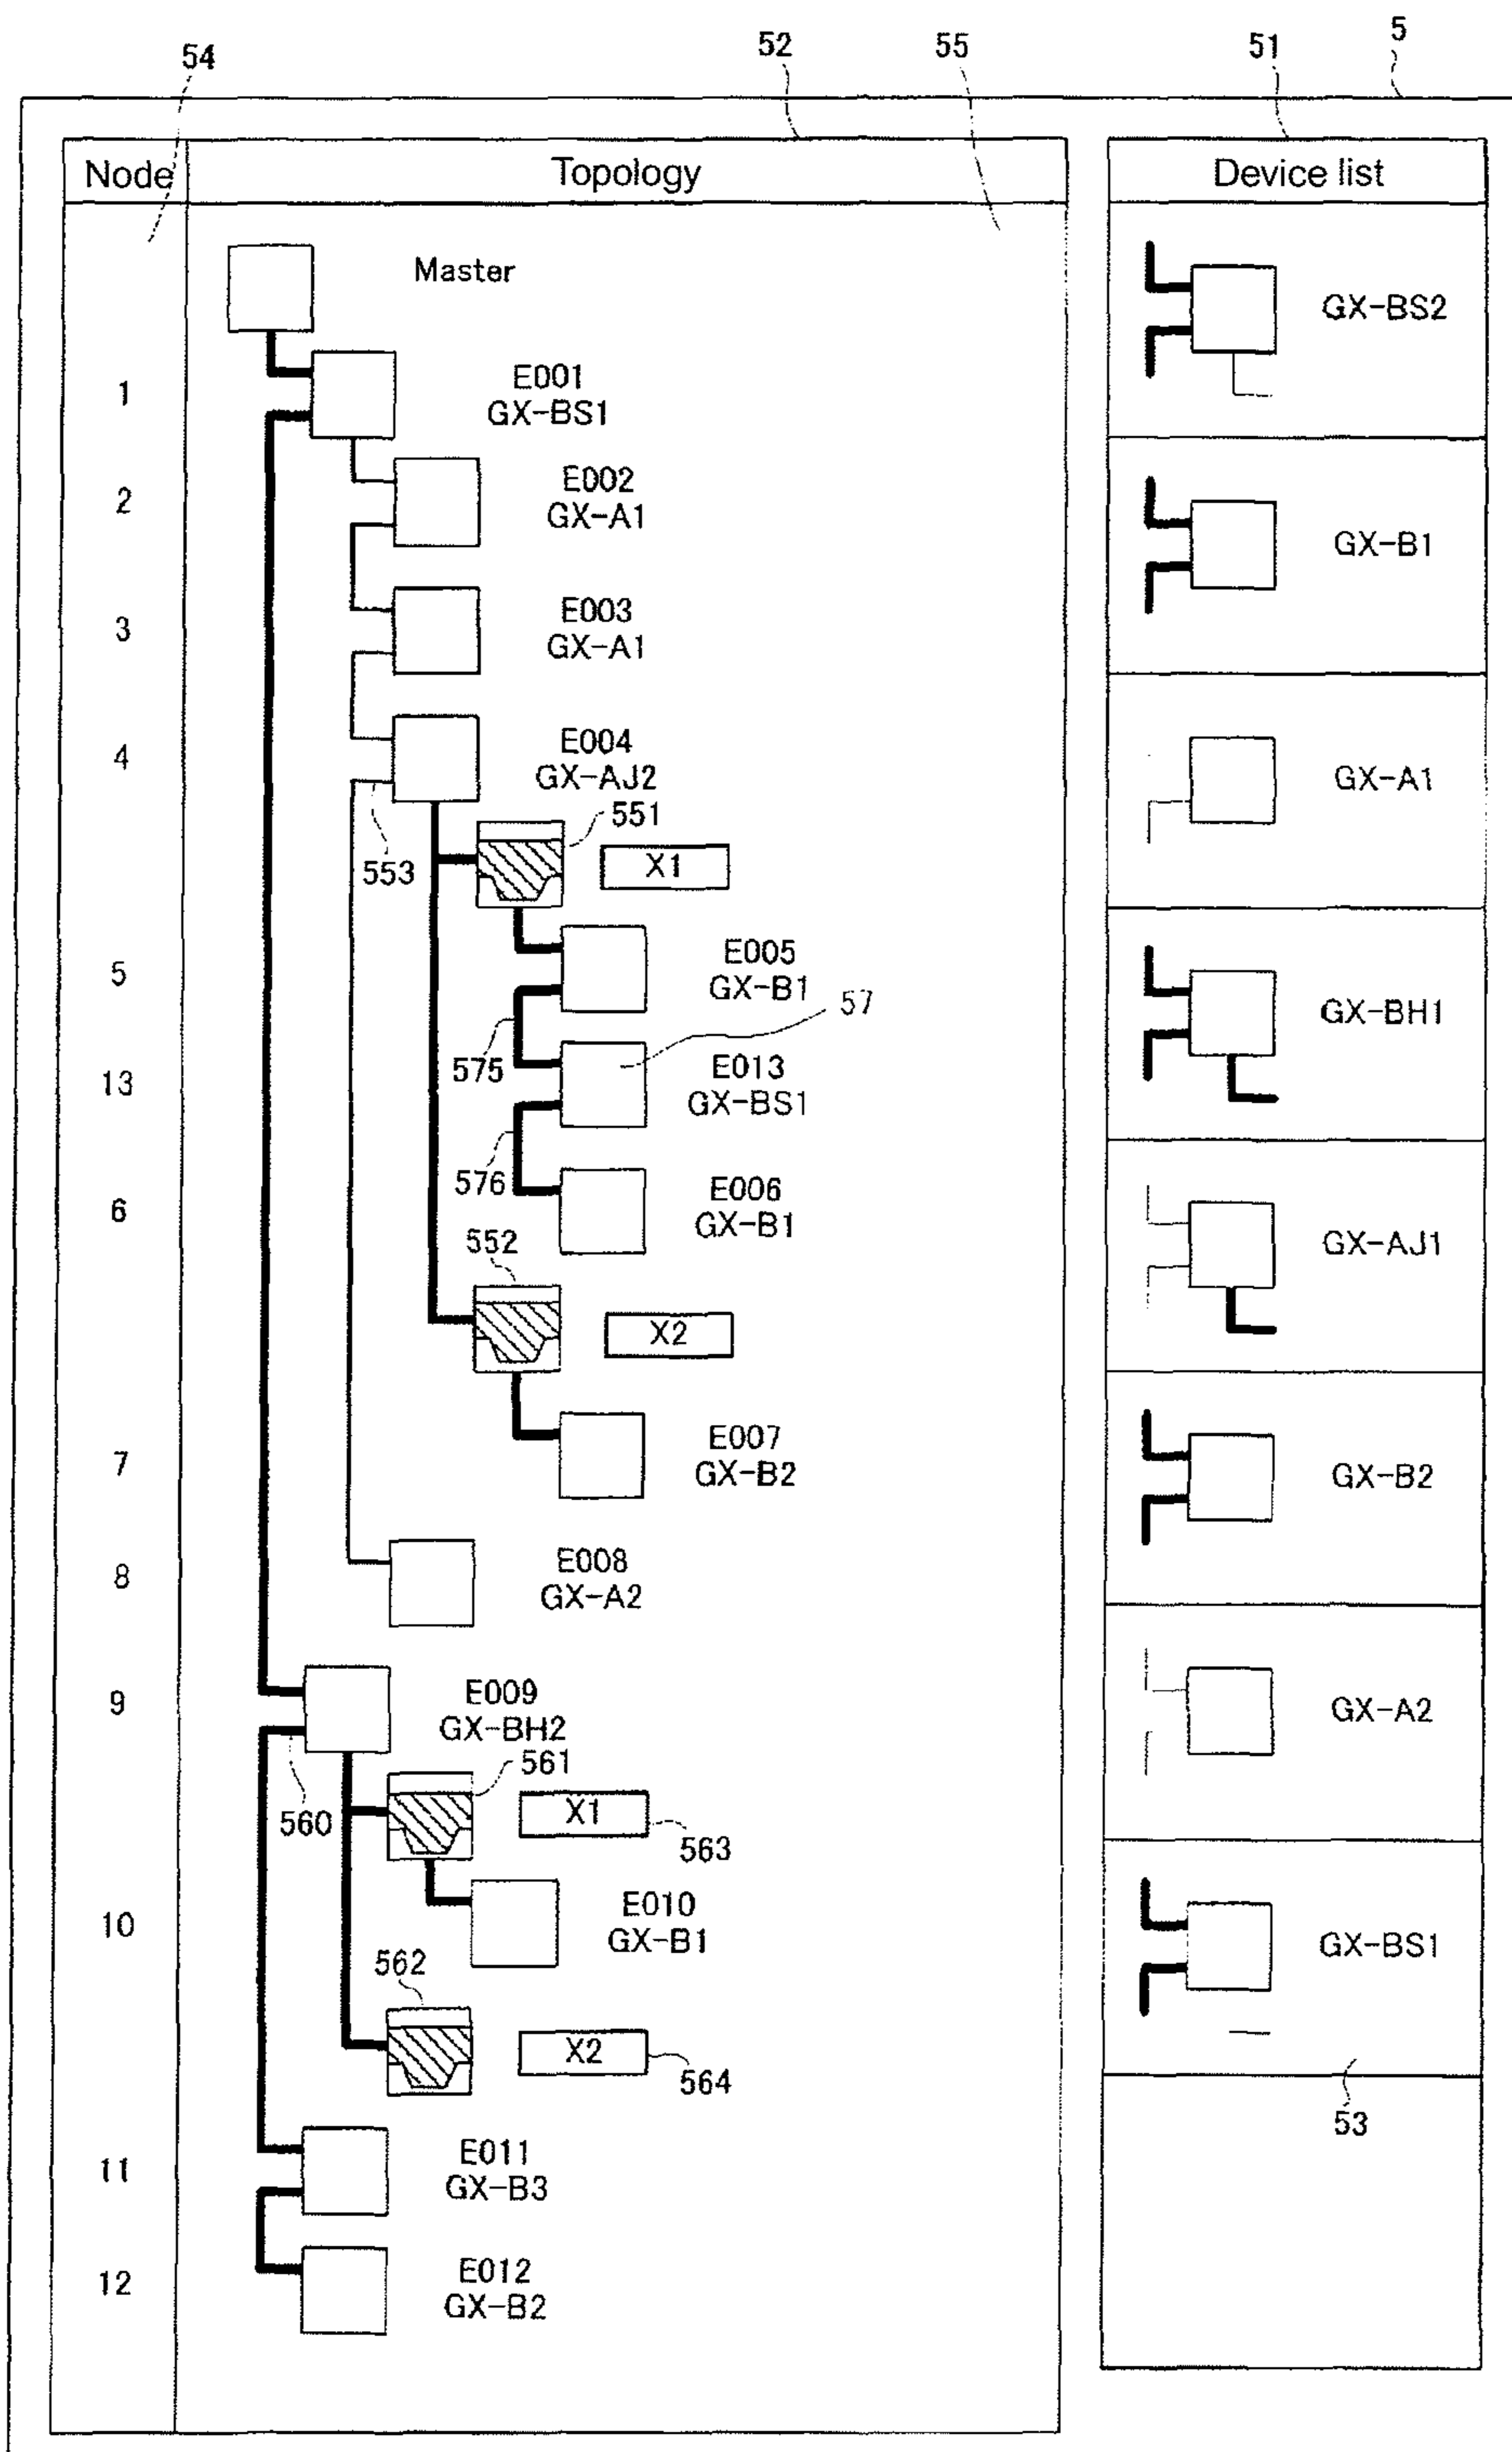 54
52
55
51
5
Node
Topology
Device list
Master
1
E001
GX-BS1
2
E002
GX-A1
3
E003
GX-A1
4
E004
GX-AJ2
551
553
X1
5
E005
GX-B1
57
575
13
E013
GX-BS1
576
6
E006
GX-B1
552
X2
7
E007
GX-B2
8
E008
GX-A2
9
E009
GX-BH2
561
560
X1
563
10
E010
GX-B1
562
X2
564
11
E011
GX-B3
12
E012
GX-B2
GX-BS2
GX-B1
GX-A1
GX-BH1
GX-AJ1
GX-B2
GX-A2
GX-BS1
53